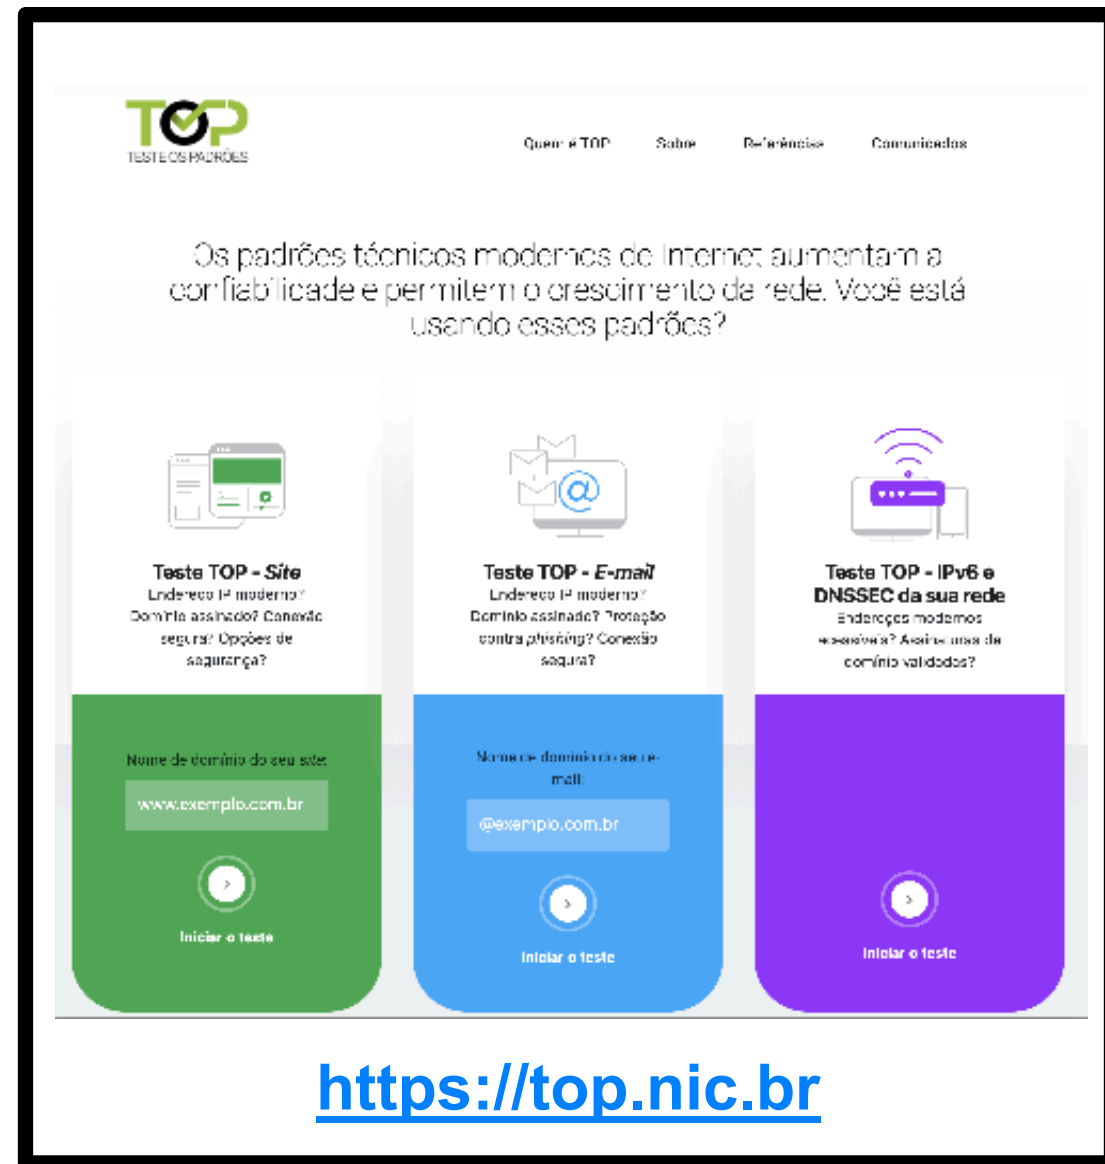 TOP
TESTE OS PADRÕES
Quem é TOP Sobre Referências Comunicados
Os padrões técnicos modernos de Internet aumentam a
confiabilidade e permitem o crescimento da rede. Você está
usando esses padrões?
Teste TOP - Site
Endereço IP moderno?
Domínio assinado? Conexão
segura? Opções de
segurança?
Nome de domínio do seu site:
www.exemplo.com.br
Iniciar o teste
Teste TOP - E-mail
Endereço IP moderno?
Domínio assinado? Proteção
contra phishing? Conexão
segura?
Nome de domínio do seu e-
mail:
@exemplo.com.br
Iniciar o teste
Teste TOP - IPv6 e
DNSSEC da sua rede
Endereços modernos
acessíveis? Assinaturas de
domínio validadas?
Iniciar o teste
https://top.nic.br